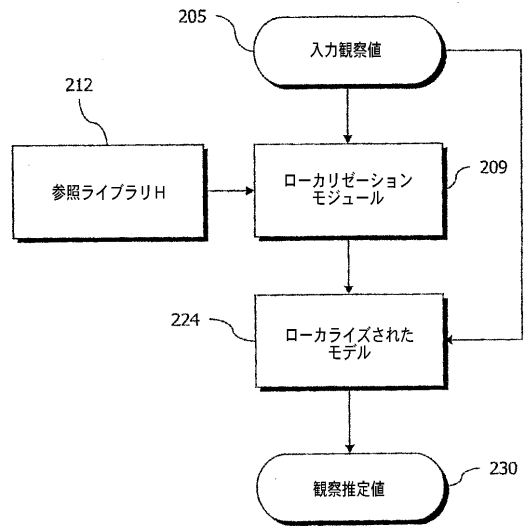 205
入力観察値
212
参照ライブラリH
ローカリゼーション
モジュール
209
224
ローカライズされた
モデル
観察推定値
230